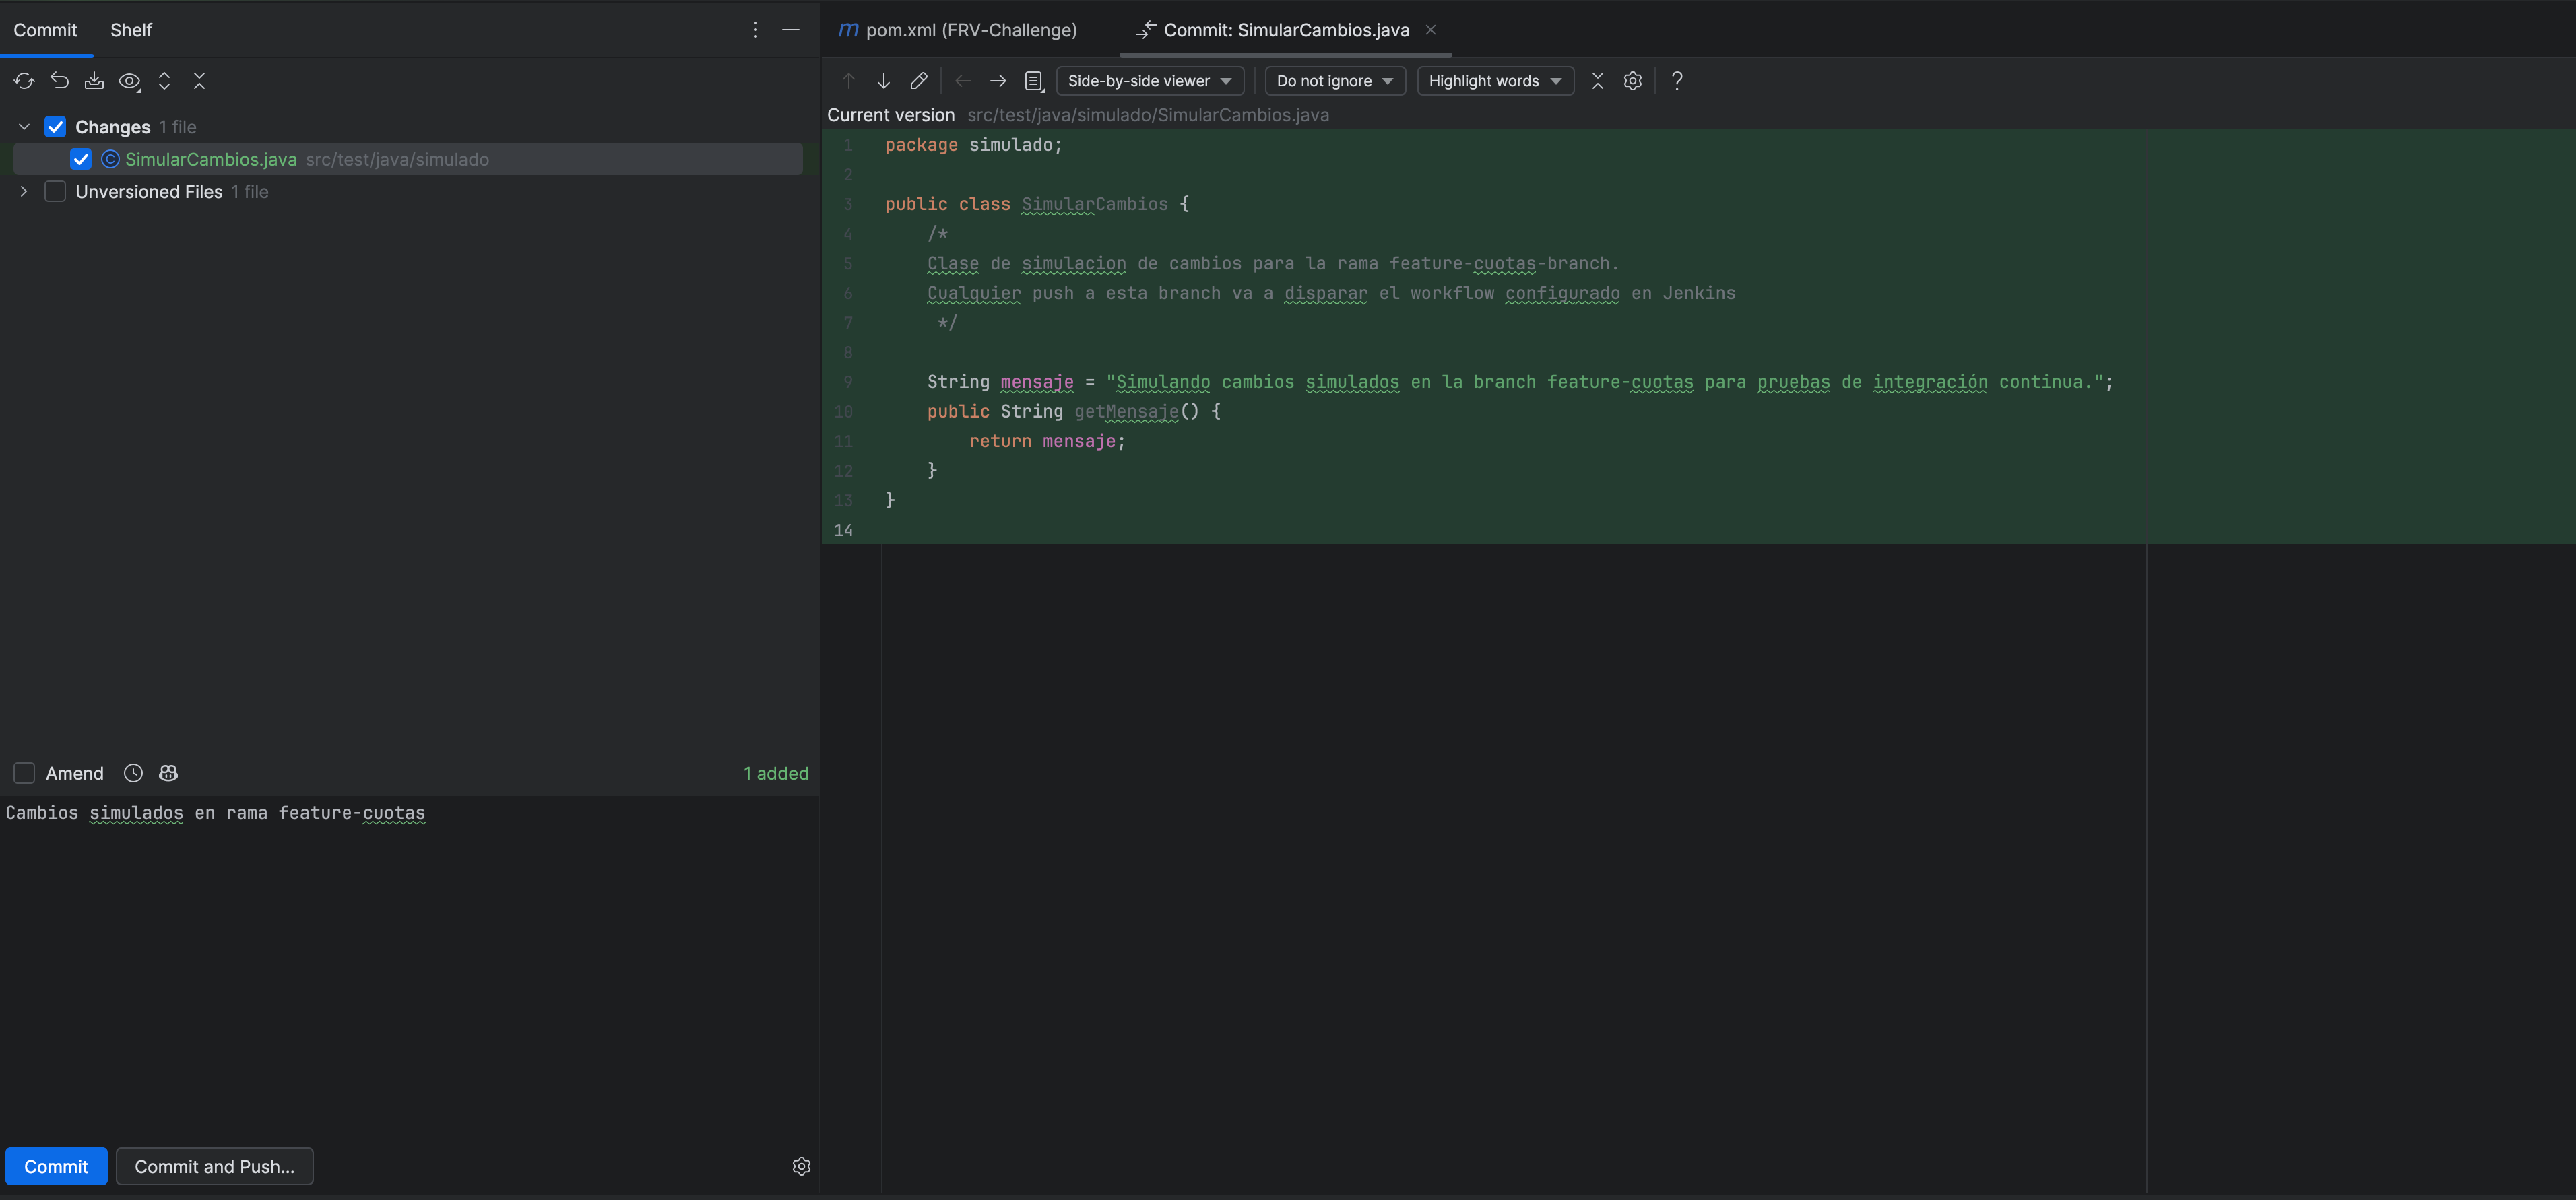 Commit Shelf
Changes 1 file
SimularCambios.java src/test/java/simulado
Unversioned Files 1 file
Amend 1 added
Cambios simulados en rama feature-cuotas
Commit Commit and Push...
pom.xml (FRV-Challenge) Commit: SimularCambios.java
Side-by-side viewer Do not ignore Highlight words ?
Current version src/test/java/simulado/SimularCambios.java
1 package simulado;
2
3 public class SimularCambios {
4 /*
5 Clase de simulacion de cambios para la rama feature-cuotas-branch.
6 Cualquier push a esta branch va a disparar el workflow configurado en Jenkins
7 */
8
9 String mensaje = "Simulando cambios simulados en la branch feature-cuotas para pruebas de integración continua.";
10 public String getMensaje() {
11 return mensaje;
12 }
13 }
14